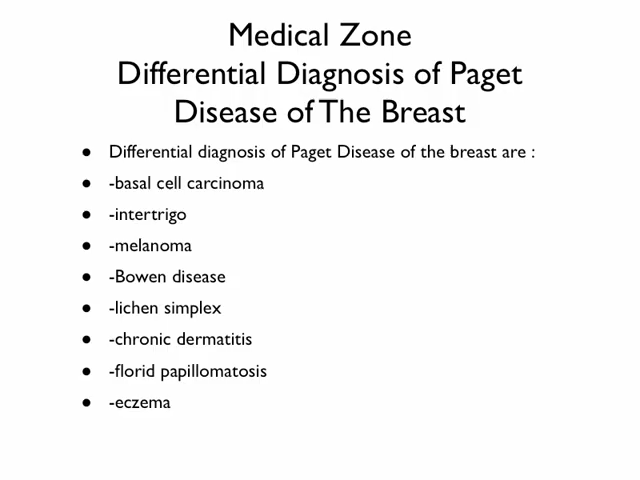 Medical Zone
Differential Diagnosis of Paget
Disease of The Breast
• Differential diagnosis of Paget Disease of the breast are :
• -basal cell carcinoma
• -intertrigo
• -melanoma
• -Bowen disease
• -lichen simplex
• -chronic dermatitis
• -florid papillomatosis
• -eczema